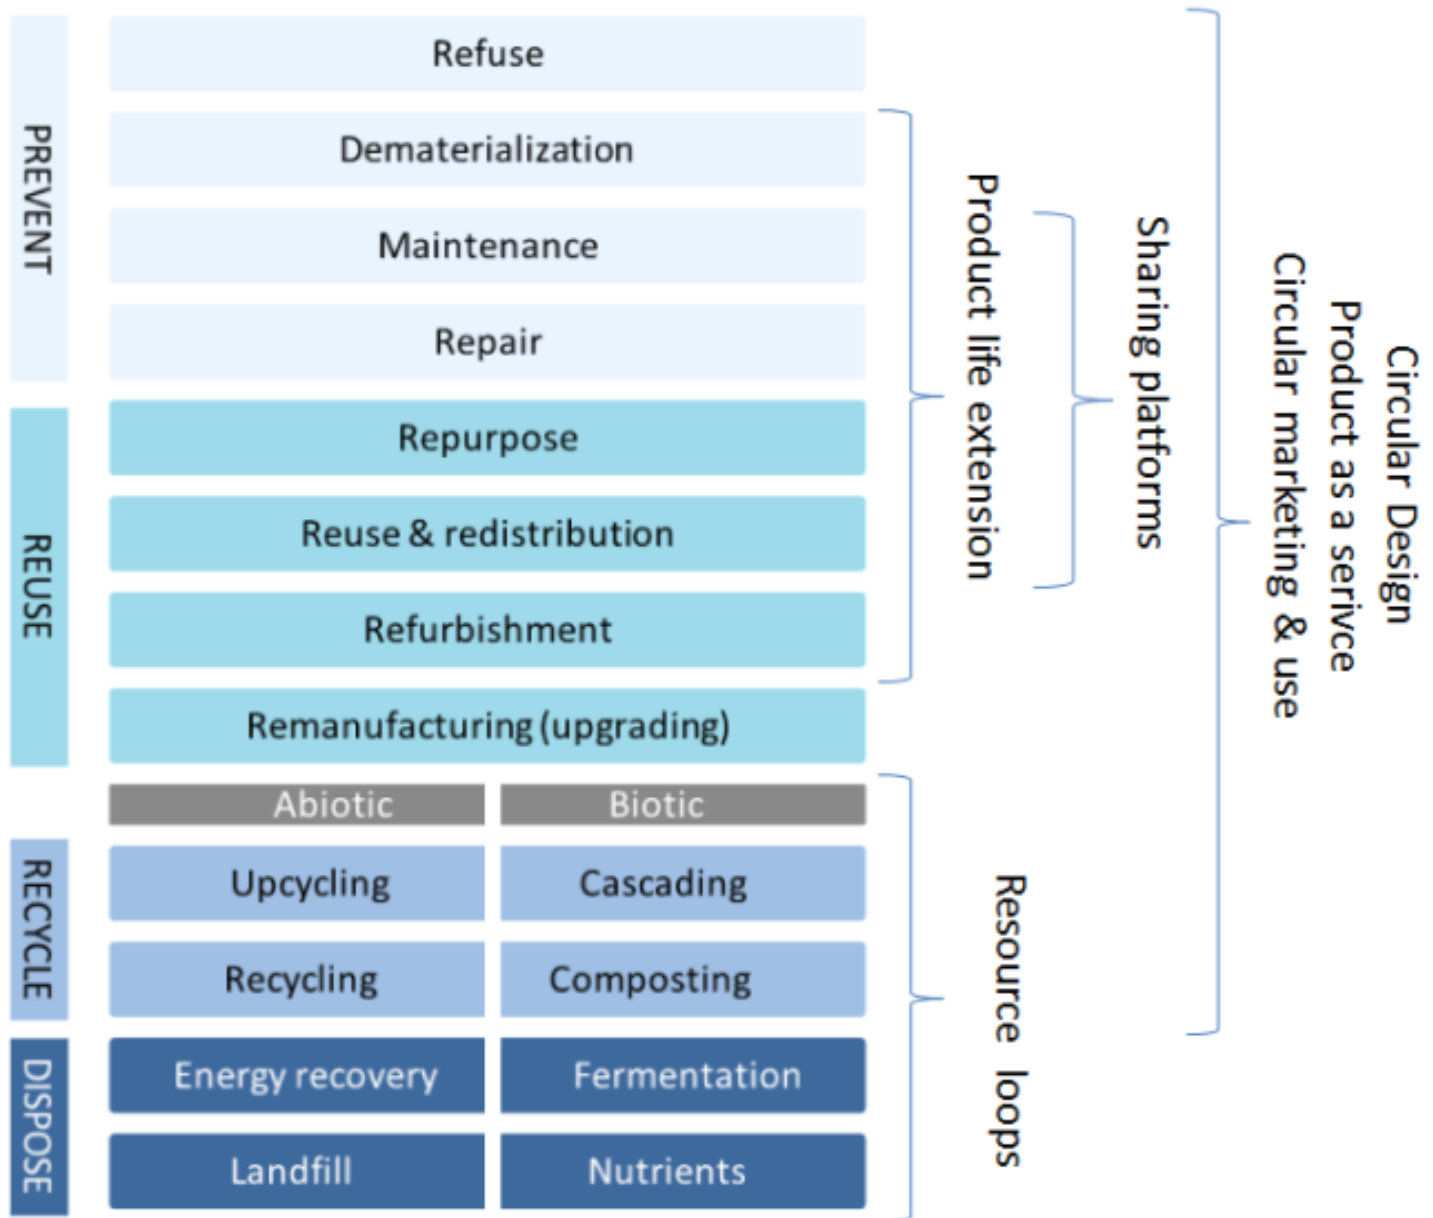 PREVENT
Refuse
Dematerialization
Maintenance
Repair
REUSE
Repurpose
Reuse & redistribution
Refurbishment
Remanufacturing (upgrading)
Abiotic
Biotic
RECYCLE
Upcycling
Cascading
Recycling
Composting
DISPOSE
Energy recovery
Fermentation
Landfill
Nutrients
Product life extension
Sharing platforms
Resource loops
Circular Design
Product as a serivce
Circular marketing & use